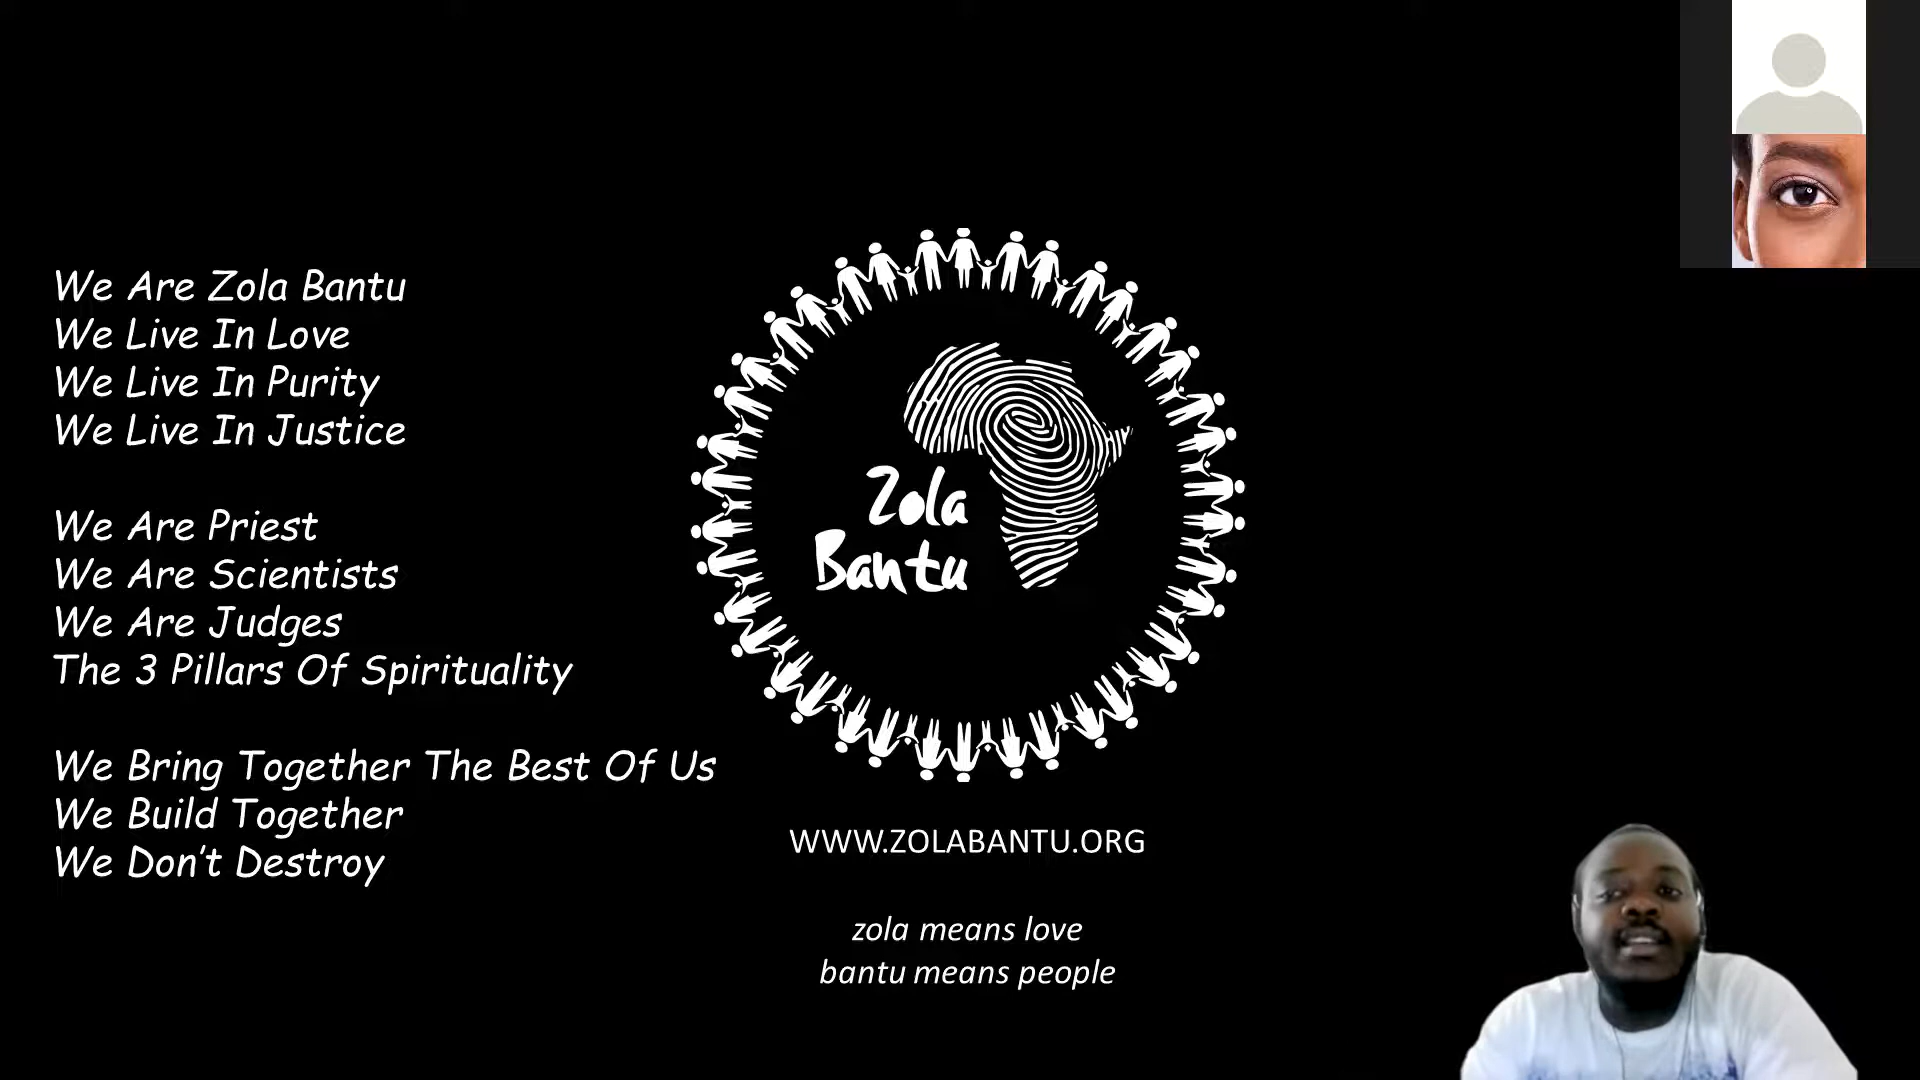 We Are Zola Bantu
We Live In Love
We Live In Purity
We Live In Justice
We Are Priest
We Are Scientists
We Are Judges
The 3 Pillars Of Spirituality
We Bring Together The Best Of Us
We Build Together
We Don't Destroy
Zola
Bantu
WWW.ZOLABANTU.ORG
zola means love
bantu means people